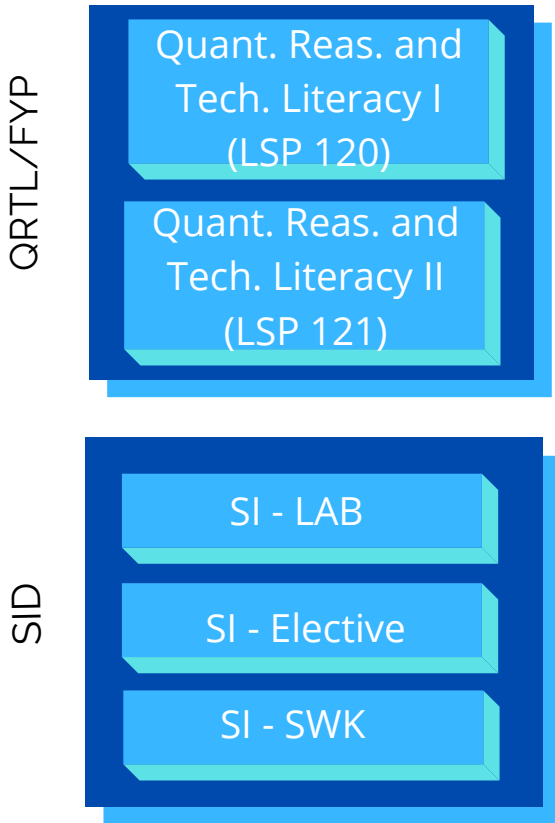 QRTL/FYP
Quant. Reas. and
Tech. Literacy I
(LSP 120)
Quant. Reas. and
Tech. Literacy II
(LSP 121)
SID
SI - LAB
SI - Elective
SI - SWK